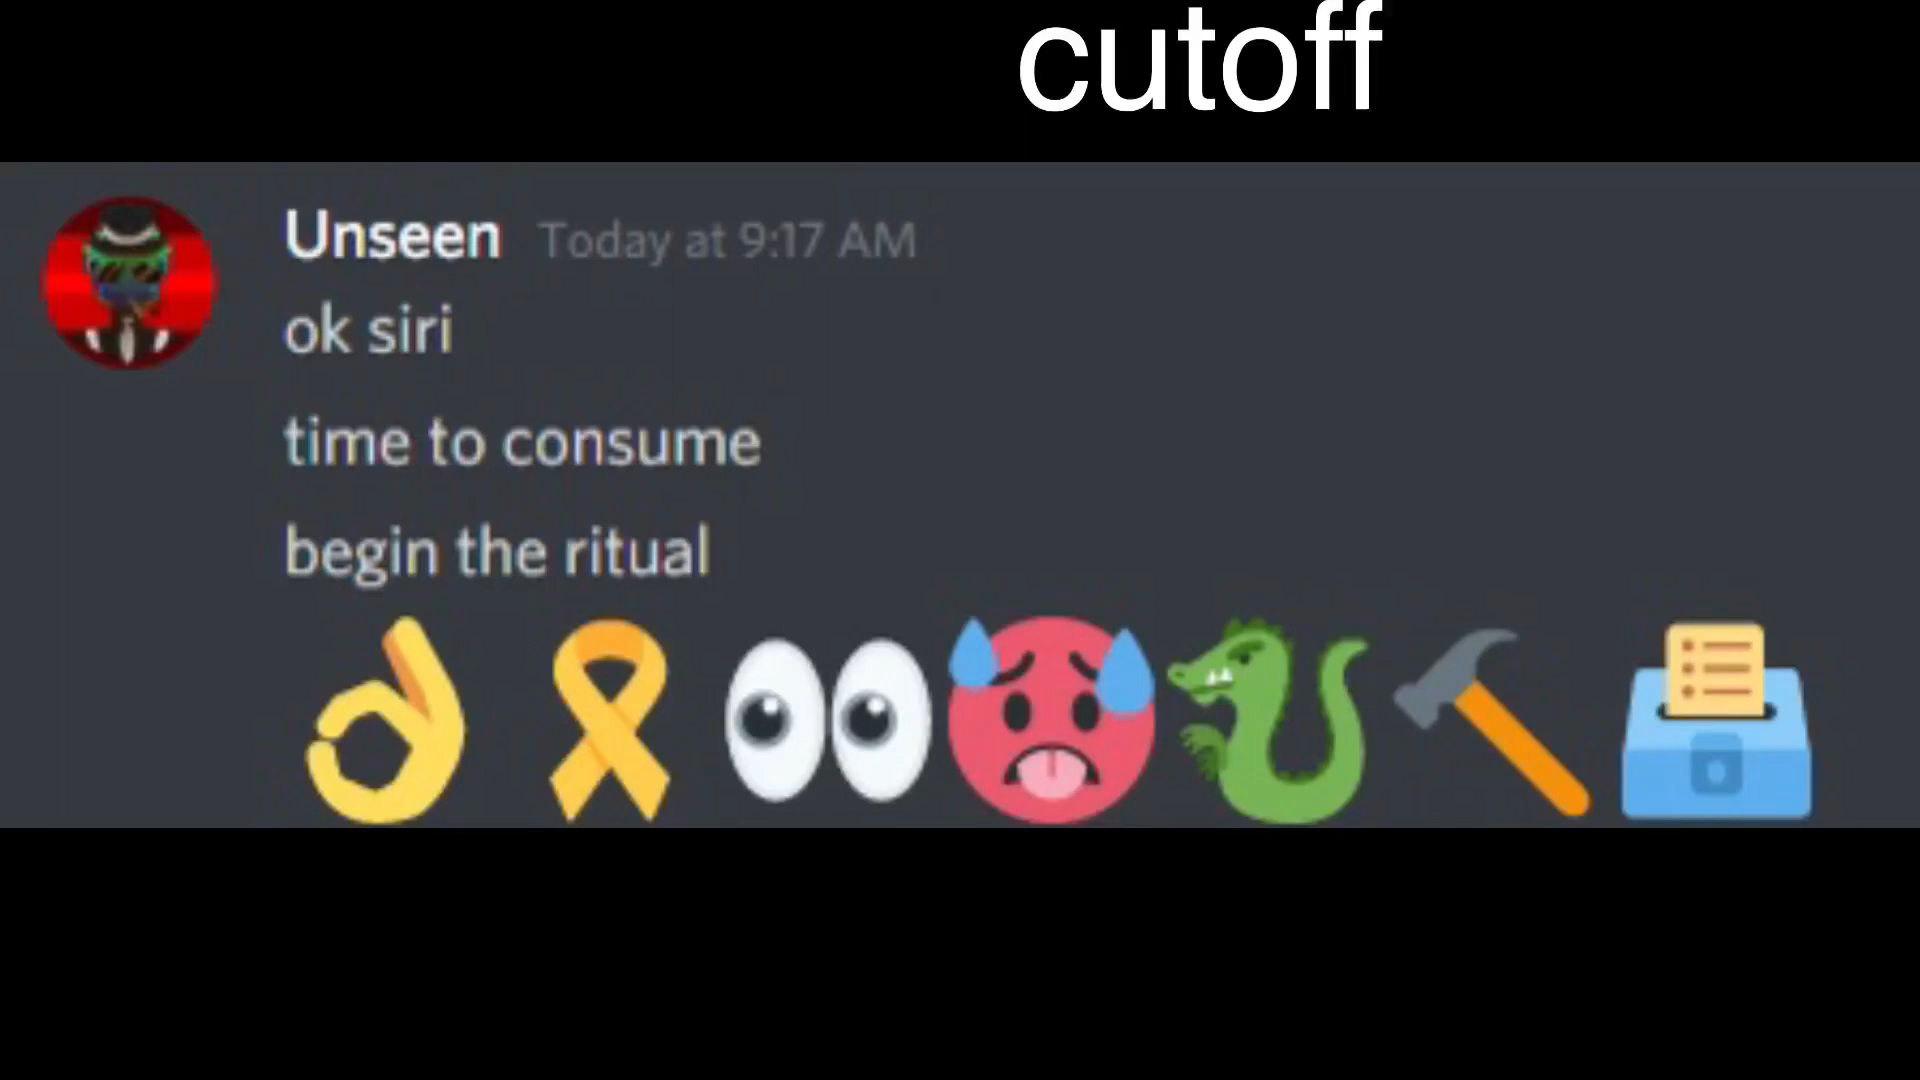 cutoff
Unseen Today at 9:17 AM
ok siri
time to consume
begin the ritual